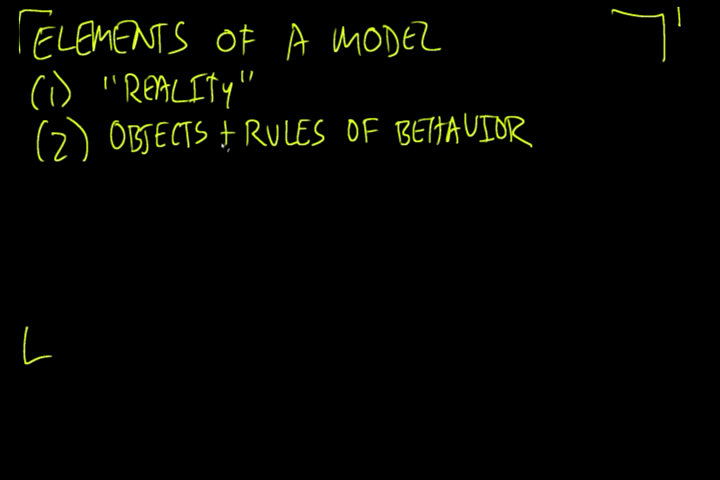 ELEMENTS OF A MODEL
(1) "REALITY"
(2) OBJECTS + RULES OF BEHAVIOR